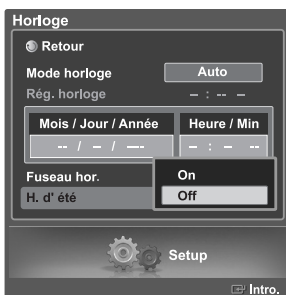 Horloge
Retour
Mode horloge Auto
Rég. horloge – : -- –
Mois / Jour / Année Heure / Min
-- / – / –-- – : – --
Fuseau hor.
On
H. d' été Off
Setup
Intro.